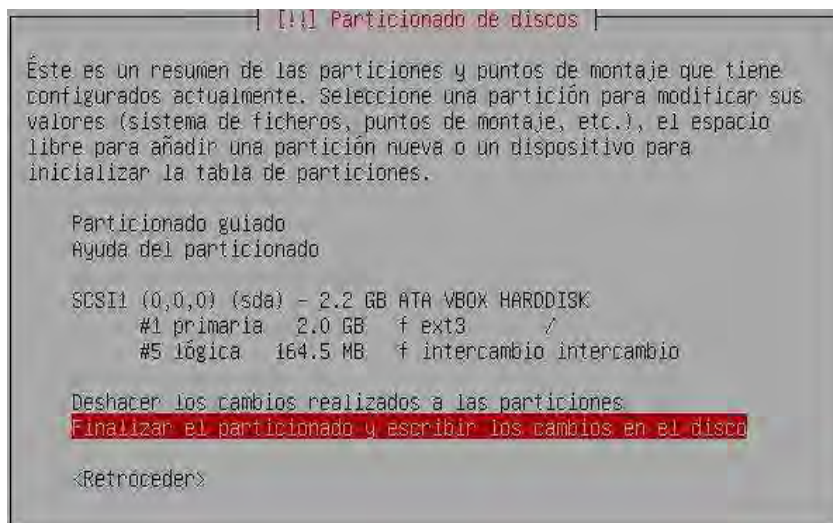 [!!] Particionado de discos
Éste es un resumen de las particiones y puntos de montaje que tiene
configurados actualmente. Seleccione una partición para modificar sus
valores (sistema de ficheros, puntos de montaje, etc.), el espacio
libre para añadir una partición nueva o un dispositivo para
inicializar la tabla de particiones.
Particionado guiado
Ayuda del particionado
SCSI1 (0,0,0) (sda) - 2.2 GB ATA VBOX HARDDISK
#1 primaria 2.0 GB f ext3 /
#5 lógica 164.5 MB f intercambio intercambio
Deshacer los cambios realizados a las particiones
Finalizar el particionado y escribir los cambios en el disco
<Retroceder>